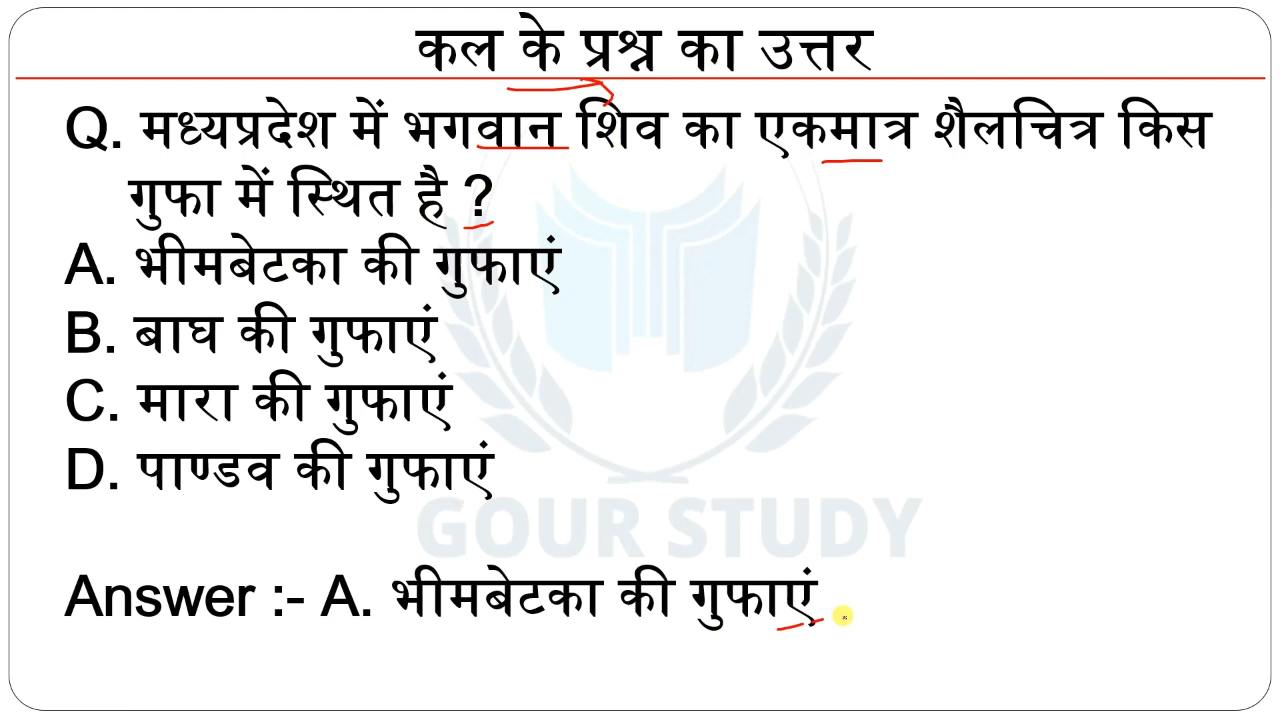 कल के प्रश्न का उत्तर
Q. मध्यप्रदेश में भगवान शिव का एकमात्र शैलचित्र किस
गुफा में स्थित है ?
A. भीमबेटका की गुफाएं
B. बाघ की गुफाएं
C. मारा की गुफाएं
D. पाण्डव की गुफाएं
GOUR STUDY
Answer :- A. भीमबेटका की गुफाएं